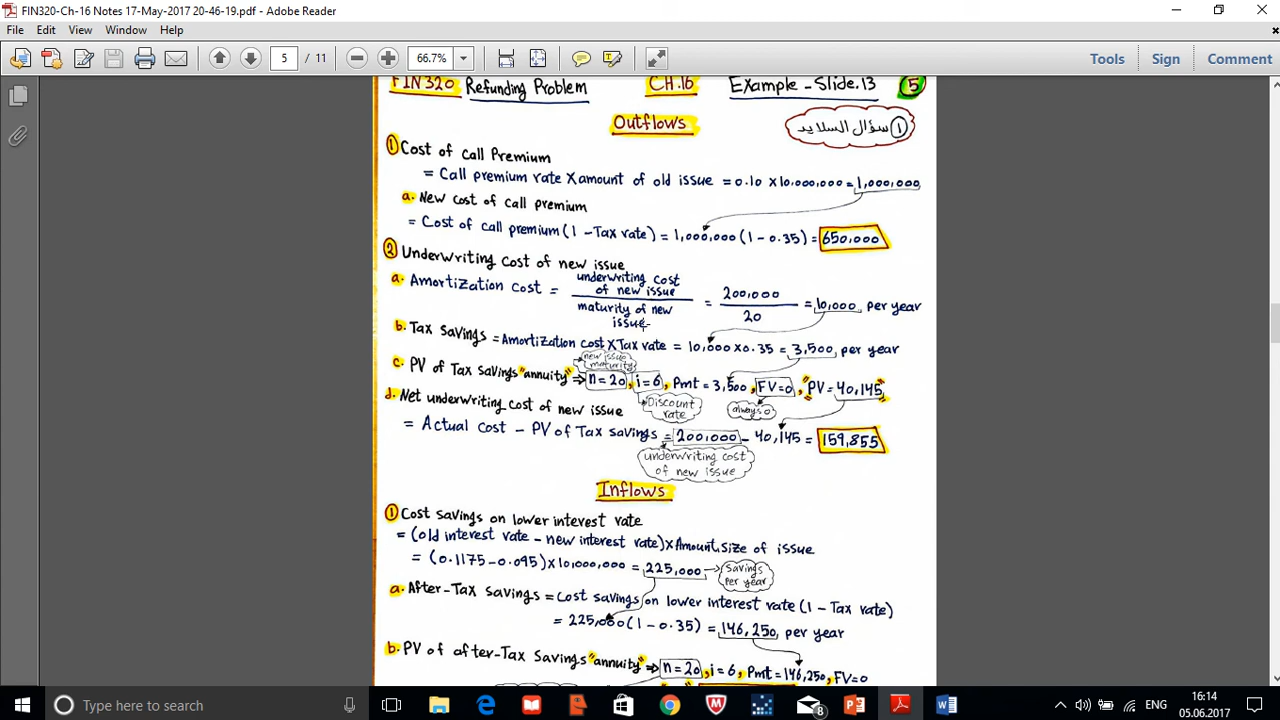 FIN320-Ch-16 Notes 17-May-2017 20-46-19.pdf - Adobe Reader
File Edit View Window Help
5 / 11 66.7% Tools Sign Comment
FIN320 Refunding Problem CH.16 Example - Slide.13 5
Outflows
1 سؤال السلايد
1 Cost of call Premium
= Call premium rate X amount of old issue = 0.10 x 10,000,000 = 1,000,000
a. New cost of call premium
= Cost of call premium (1 - Tax rate) = 1,000,000 (1 - 0.35) = 650,000
2 Underwriting Cost of new issue
a. Amortization cost = underwriting cost of new issue / maturity of new issue = 200,000 / 20 = 10,000 per year
b. Tax savings = Amortization cost X Tax rate = 10,000 x 0.35 = 3,500 per year
new issue maturity
c. PV of Tax savings "annuity" ⇒ n = 20, i = 6, Pmt = 3,500, FV = 0, "PV = 40,145"
Discount rate
always 0
d. Net underwriting cost of new issue
= Actual Cost - PV of Tax savings = 200,000 - 40,145 = 159,855
underwriting cost of new issue
Inflows
1 Cost savings on lower interest rate
= (old interest rate - new interest rate) X Amount, size of issue
= (0.1175 - 0.095) x 10,000,000 = 225,000 → savings per year
a. After-Tax savings = Cost savings on lower interest rate (1 - Tax rate)
= 225,000 (1 - 0.35) = 146,250 per year
b. PV of after-Tax savings "annuity" ⇒ n = 20, i = 6, Pmt = 146,250, FV = 0
Type here to search
8
ENG
16:14
05.06.2017